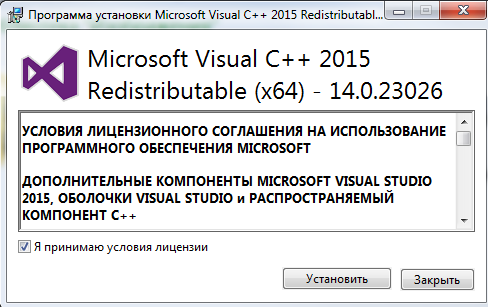 Программа установки Microsoft Visual C++ 2015 Redistributabl...
Microsoft Visual C++ 2015
Redistributable (x64) - 14.0.23026
УСЛОВИЯ ЛИЦЕНЗИОННОГО СОГЛАШЕНИЯ НА ИСПОЛЬЗОВАНИЕ
ПРОГРАММНОГО ОБЕСПЕЧЕНИЯ MICROSOFT
ДОПОЛНИТЕЛЬНЫЕ КОМПОНЕНТЫ MICROSOFT VISUAL STUDIO
2015, ОБОЛОЧКИ VISUAL STUDIO и РАСПРОСТРАНЯЕМЫЙ
КОМПОНЕНТ C++
Я принимаю условия лицензии
Установить
Закрыть